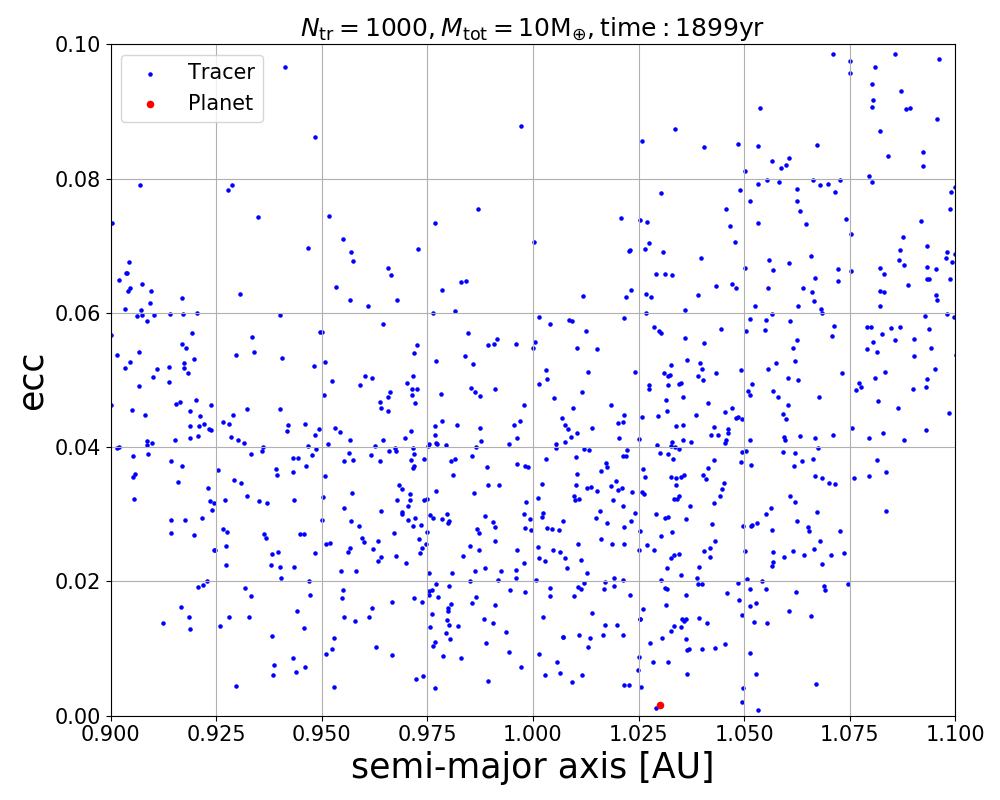 N_tr = 1000, M_tot = 10M_⊕, time : 1899yr
Tracer
Planet
0.10
0.08
0.06
0.04
0.02
0.00
ecc
0.900 0.925 0.950 0.975 1.000 1.025 1.050 1.075 1.100
semi-major axis [AU]